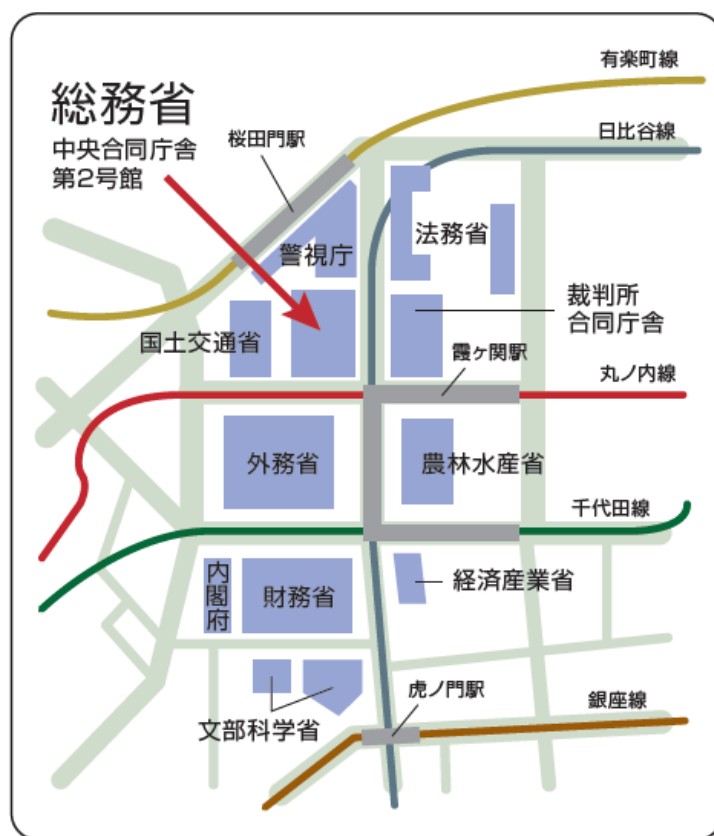 有楽町線
総務省
中央合同庁舎
第2号館
桜田門駅
日比谷線
警視庁
法務省
国土交通省
裁判所
合同庁舎
霞ヶ関駅
丸ノ内線
外務省
農林水産省
千代田線
内閣府
財務省
経済産業省
文部科学省
虎ノ門駅
銀座線